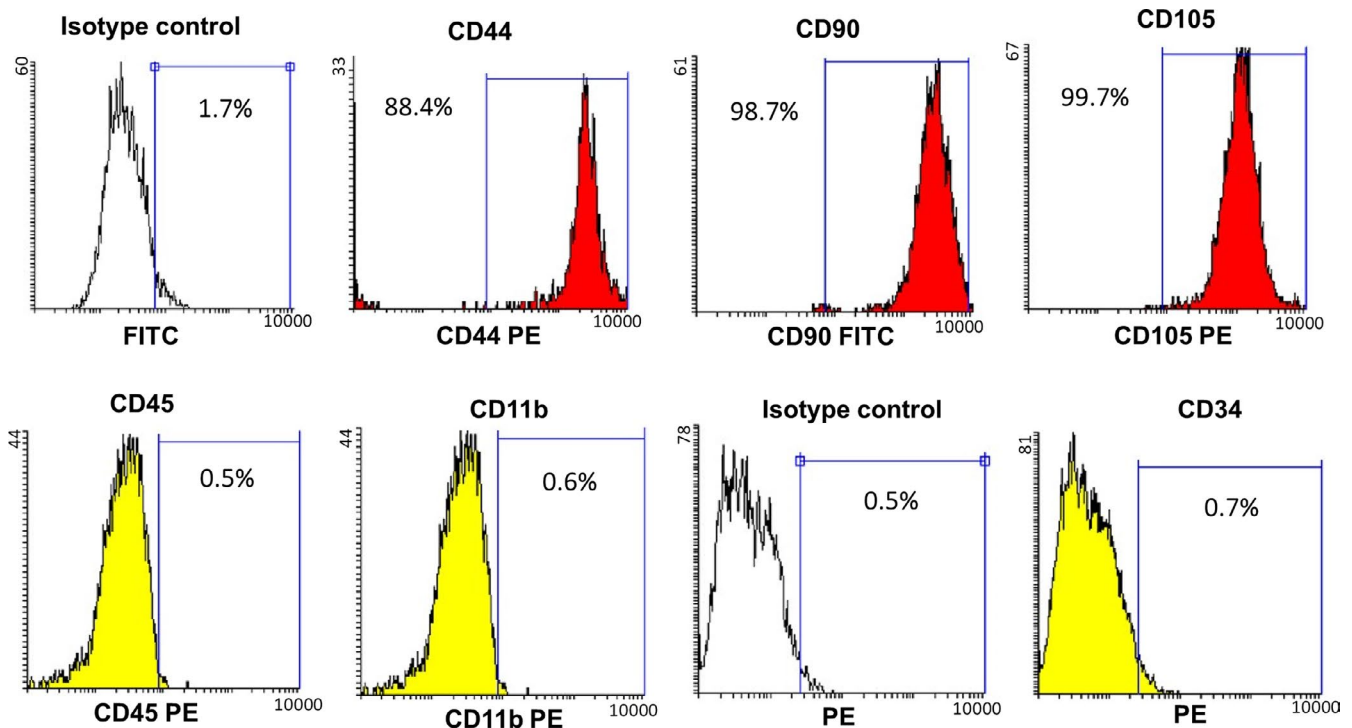 Isotype control
60
1.7%
10000
FITC
CD44
33
88.4%
10000
CD44 PE
CD90
61
98.7%
10000
CD90 FITC
CD105
67
99.7%
10000
CD105 PE
CD45
44
0.5%
10000
CD45 PE
CD11b
44
0.6%
10000
CD11b PE
Isotype control
78
0.5%
10000
PE
CD34
81
0.7%
10000
PE